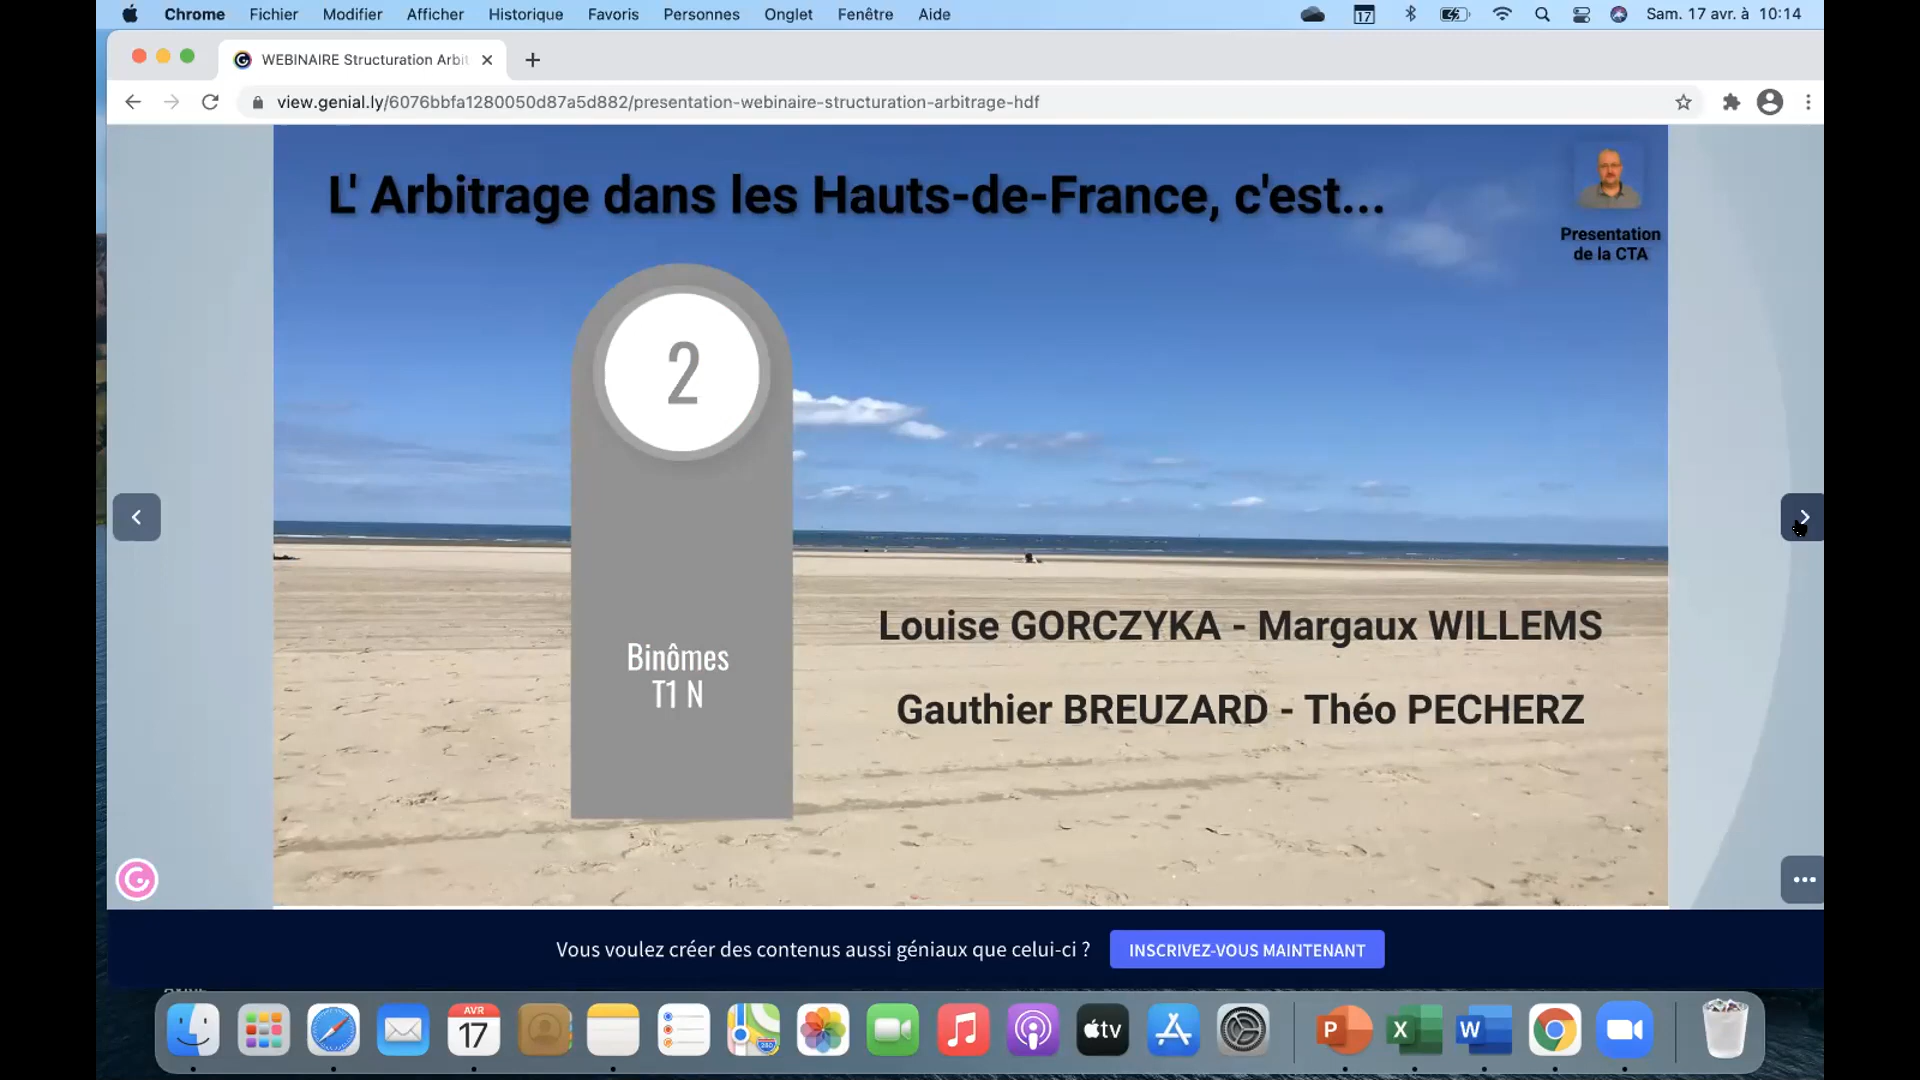 Chrome Fichier Modifier Afficher Historique Favoris Personnes Onglet Fenêtre Aide 17 Sam. 17 avr. à 10:14
WEBINAIRE Structuration Arbit
view.genial.ly/6076bbfa1280050d87a5d882/presentation-webinaire-structuration-arbitrage-hdf
L' Arbitrage dans les Hauts-de-France, c'est...
Presentation
de la CTA
2
Binômes
T1 N
Louise GORCZYKA - Margaux WILLEMS
Gauthier BREUZARD - Théo PECHERZ
Vous voulez créer des contenus aussi géniaux que celui-ci ? INSCRIVEZ-VOUS MAINTENANT
AVR
17
280
tv
P X W